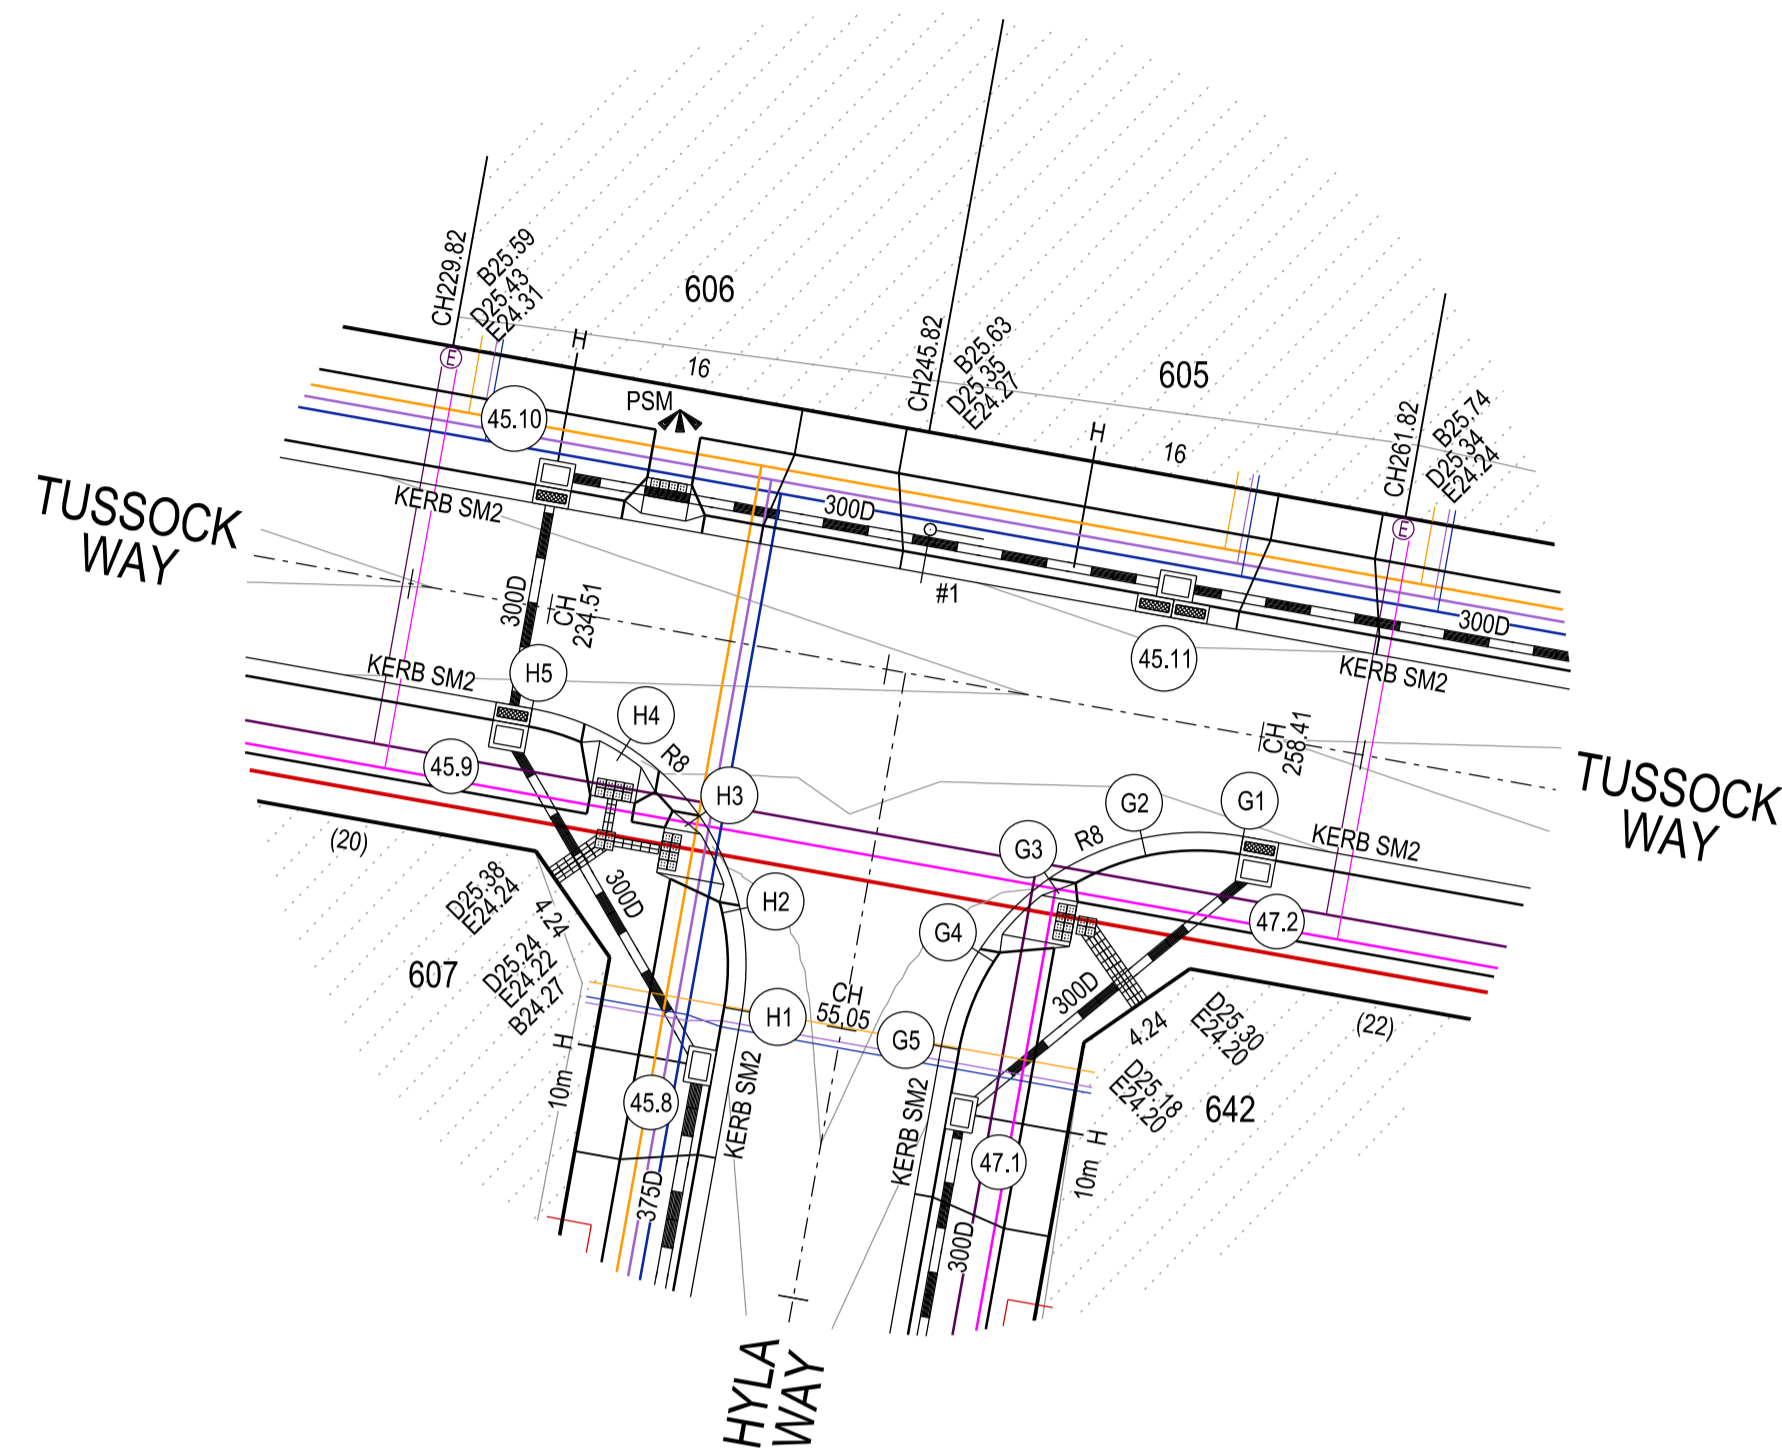 CH229.82
B25.59
D25.43
E24.31
606
H
16
E
45.10
PSM
CH245.82
B25.63
D25.35
E24.27
605
H
16
CH261.82
B25.74
D25.34
E24.24
E
TUSSOCK
WAY
KERB SM2
300D
#1
300D
45.11
KERB SM2
300D
CH
234.51
KERB SM2
H5
H4
R8
45.9
H3
CH
258.41
TUSSOCK
WAY
G1
G2
R8
G3
KERB SM2
(20)
D25.38
E24.24
4.24
300D
H2
G4
47.2
607
D25.24
E24.22
B24.27
H1
CH
55.05
G5
300D
4.24
D25.30
E24.20
(22)
H
10m
45.8
KERB SM2
KERB SM2
D25.18
E24.20
642
H
10m
47.1
375D
300D
HYLA
WAY